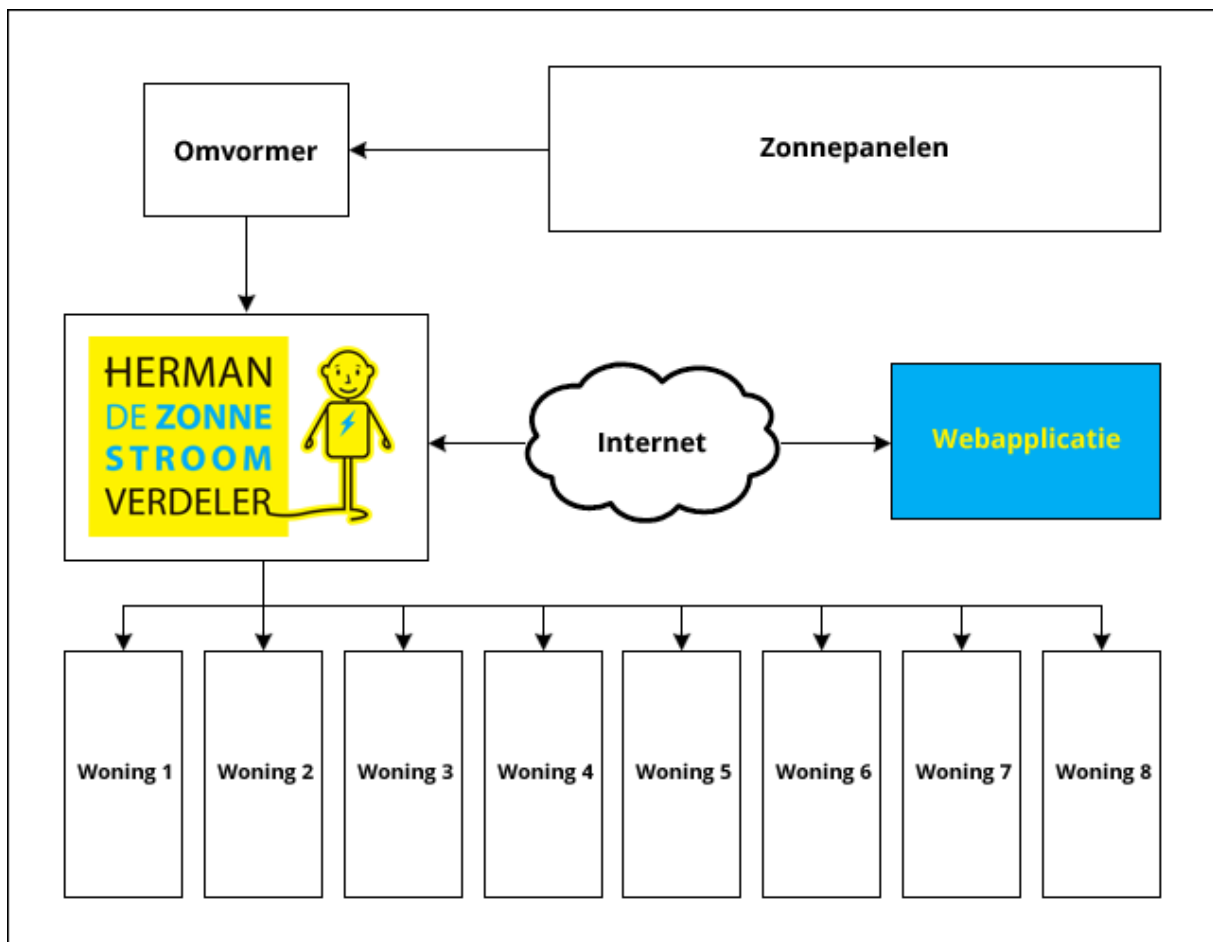 Omvormer
Zonnepanelen
HERMAN
DE ZONNE
STROOM
VERDELER
Internet
Webapplicatie
Woning 1
Woning 2
Woning 3
Woning 4
Woning 5
Woning 6
Woning 7
Woning 8